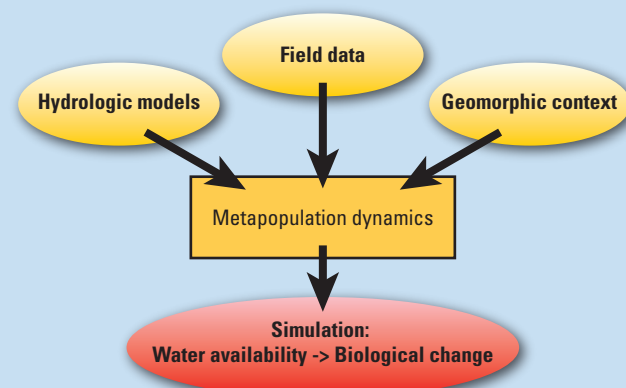 Field data
Hydrologic models
Geomorphic context
Metapopulation dynamics
Simulation:
Water availability -> Biological change